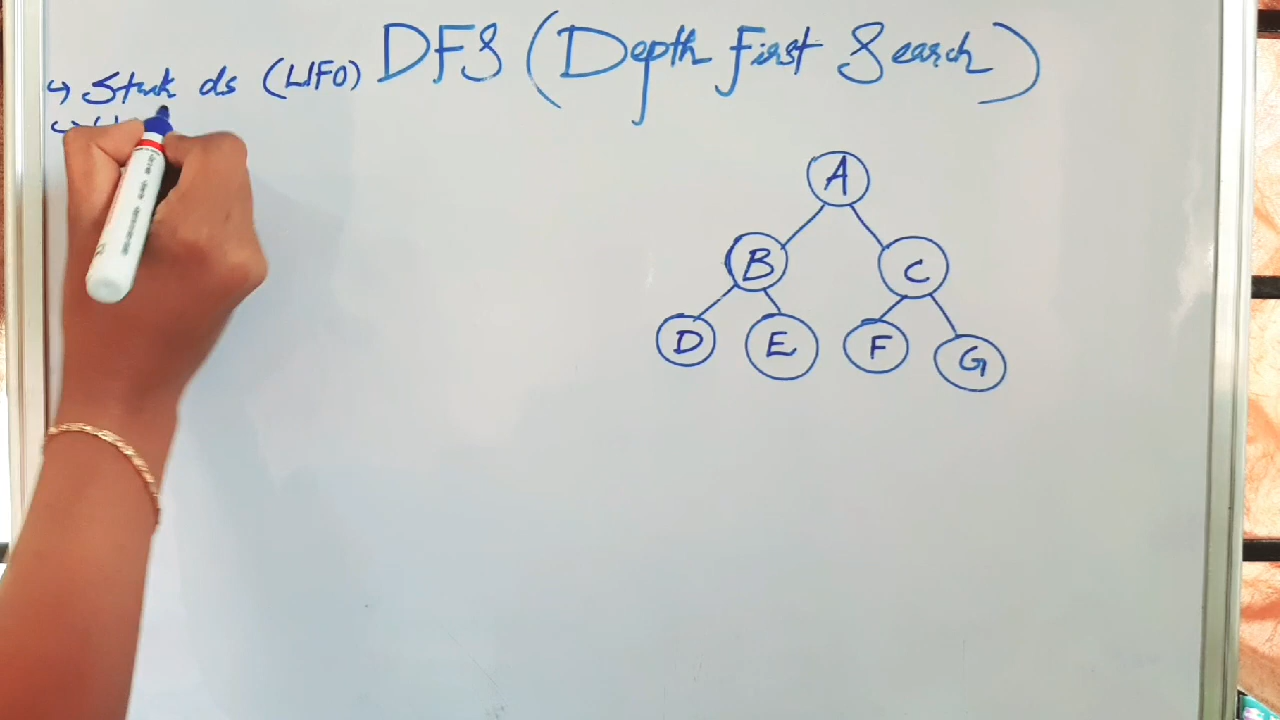 DFS (Depth First Search)
→ Stack ds (LIFO)
A
B C
D E F G